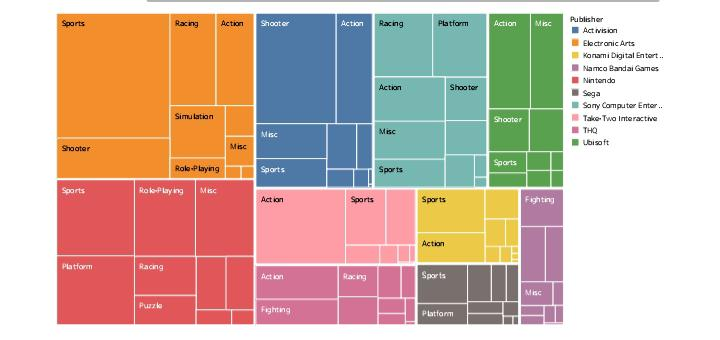 Sports
Racing
Action
Simulation
Misc
Shooter
Role-Playing
Shooter
Action
Misc
Sports
Racing
Platform
Action
Shooter
Misc
Sports
Action
Misc
Shooter
Sports
Sports
Role-Playing
Misc
Platform
Racing
Puzzle
Action
Sports
Action
Racing
Fighting
Sports
Action
Sports
Platform
Fighting
Misc
Publisher
Activision
Electronic Arts
Konami Digital Entert..
Namco Bandai Games
Nintendo
Sega
Sony Computer Enter..
Take-Two Interactive
THQ
Ubisoft